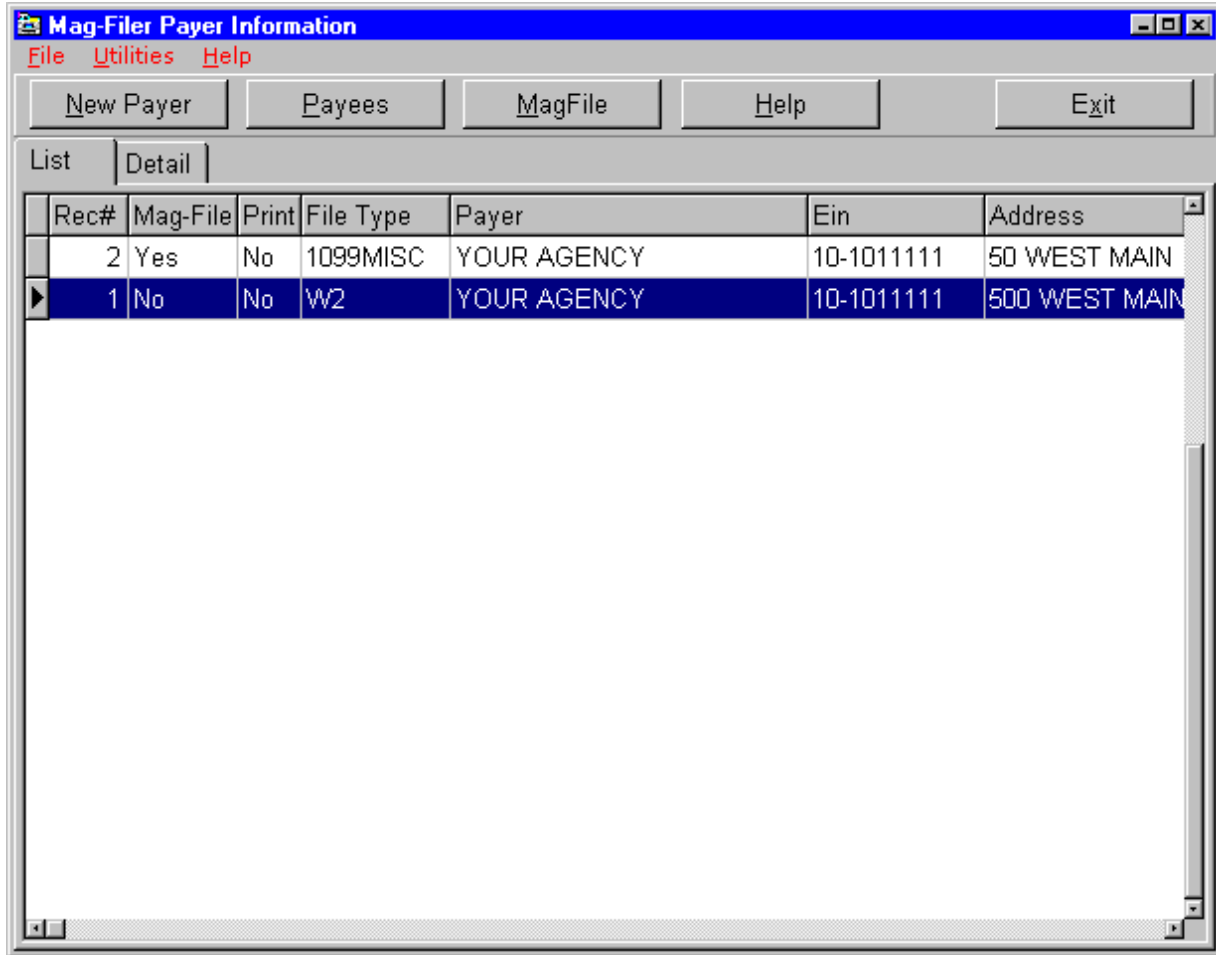 Mag-Filer Payer Information
File Utilities Help
New Payer Payees MagFile Help Exit
List Detail
Rec# Mag-File Print File Type Payer Ein Address
2 Yes No 1099MISC YOUR AGENCY 10-1011111 50 WEST MAIN
1 No No W2 YOUR AGENCY 10-1011111 500 WEST MAIN